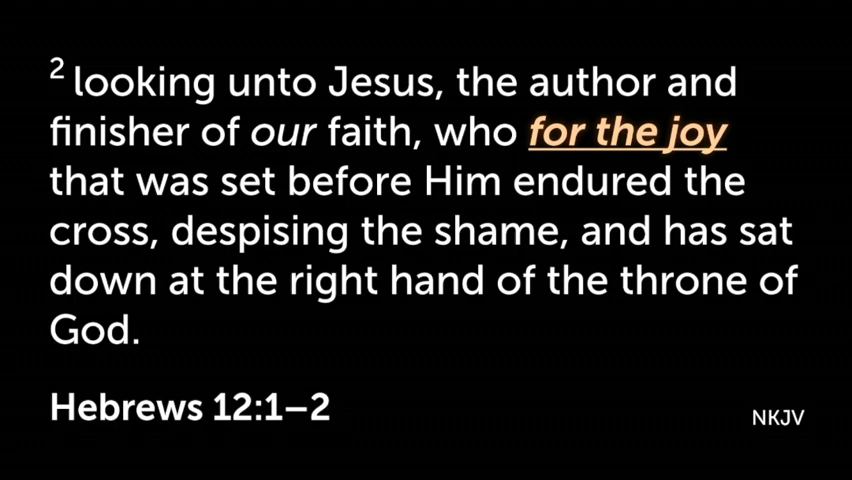 2 looking unto Jesus, the author and
finisher of our faith, who for the joy
that was set before Him endured the
cross, despising the shame, and has sat
down at the right hand of the throne of
God.
Hebrews 12:1–2
NKJV